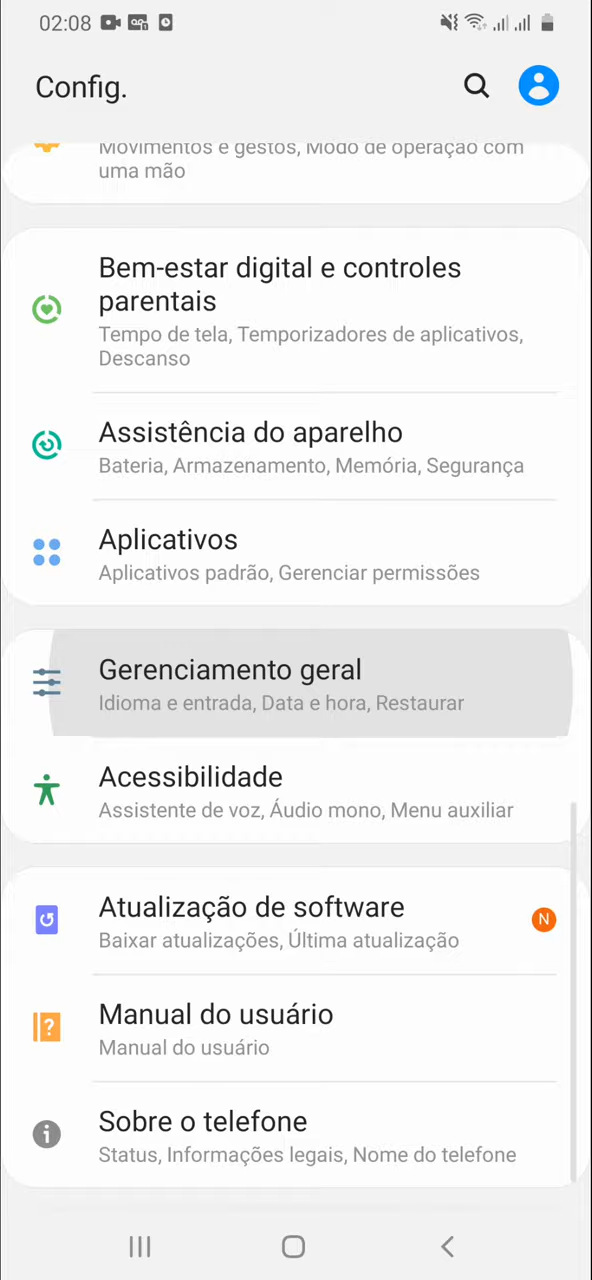 02:08
Config.
Movimentos e gestos, Modo de operação com
uma mão
Bem-estar digital e controles
parentais
Tempo de tela, Temporizadores de aplicativos,
Descanso
Assistência do aparelho
Bateria, Armazenamento, Memória, Segurança
Aplicativos
Aplicativos padrão, Gerenciar permissões
Gerenciamento geral
Idioma e entrada, Data e hora, Restaurar
Acessibilidade
Assistente de voz, Áudio mono, Menu auxiliar
Atualização de software
N
Baixar atualizações, Última atualização
Manual do usuário
Manual do usuário
Sobre o telefone
Status, Informações legais, Nome do telefone